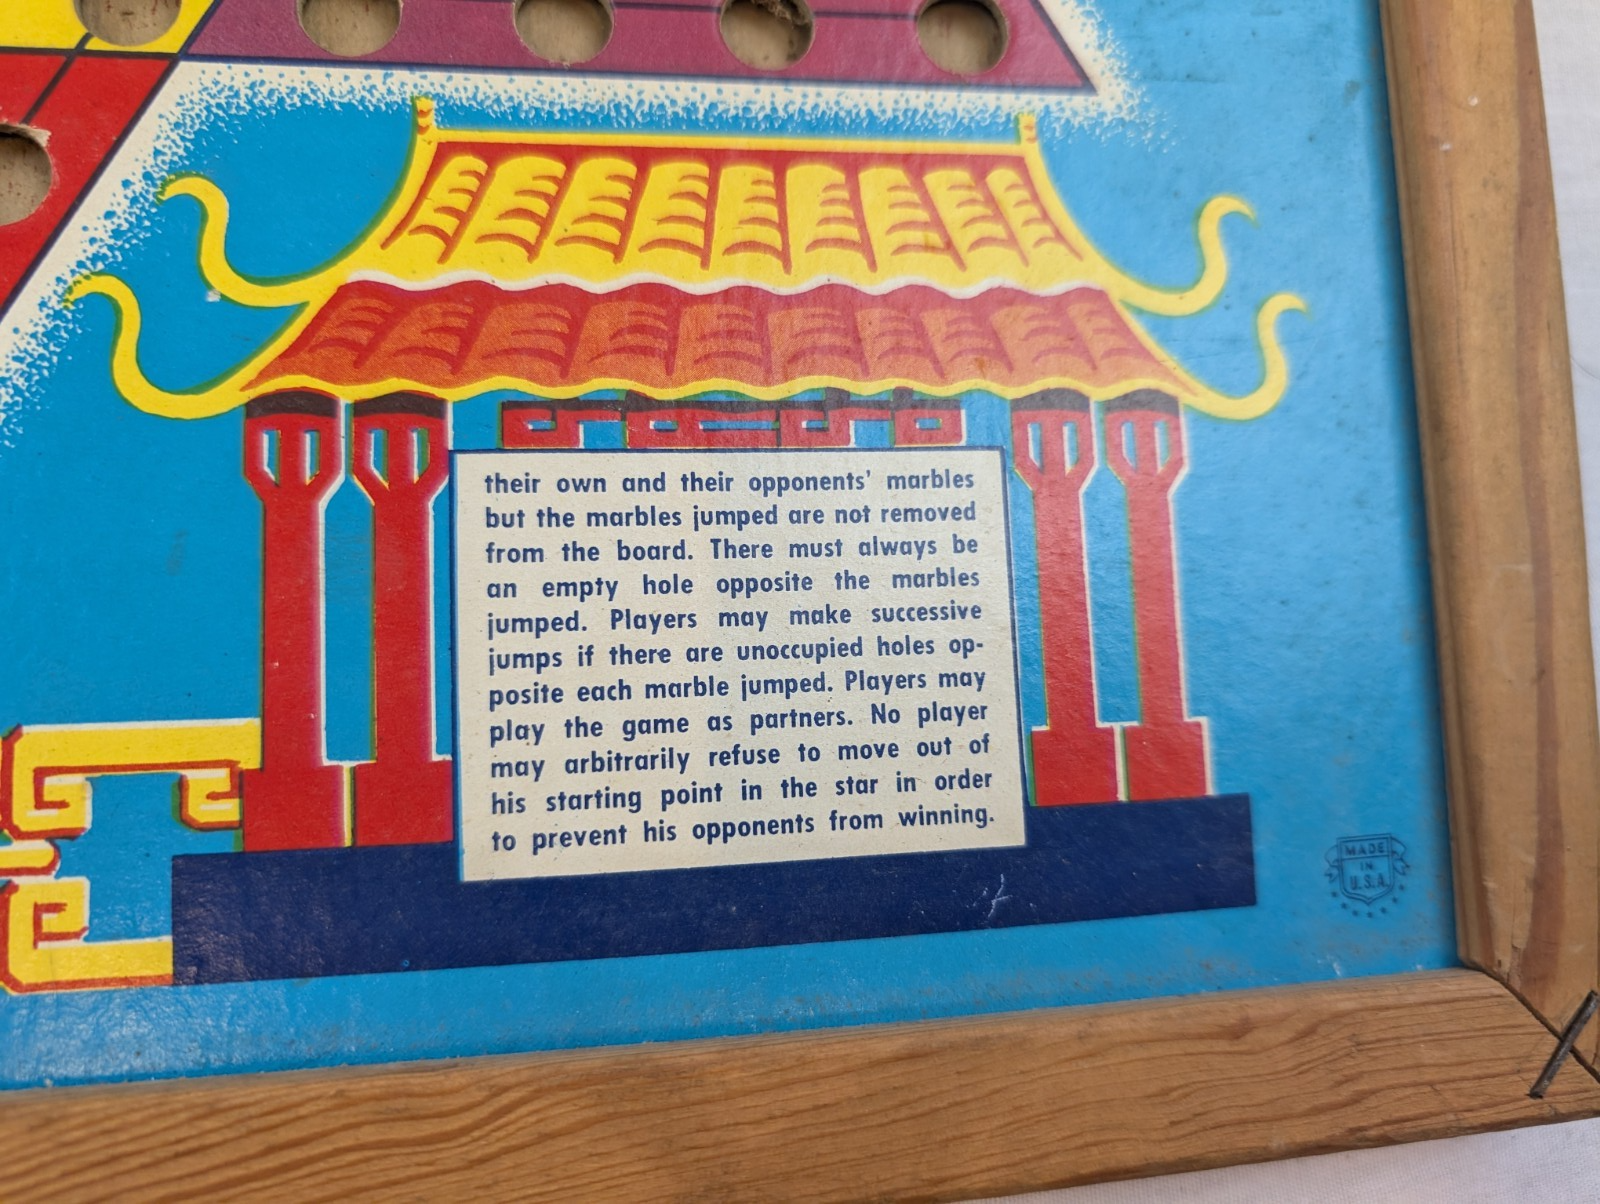 their own and their opponents' marbles
but the marbles jumped are not removed
from the board. There must always be
an empty hole opposite the marbles
jumped. Players may make successive
jumps if there are unoccupied holes op-
posite each marble jumped. Players may
play the game as partners. No player
may arbitrarily refuse to move out of
his starting point in the star in order
to prevent his opponents from winning.
MADE
IN
U.S.A.